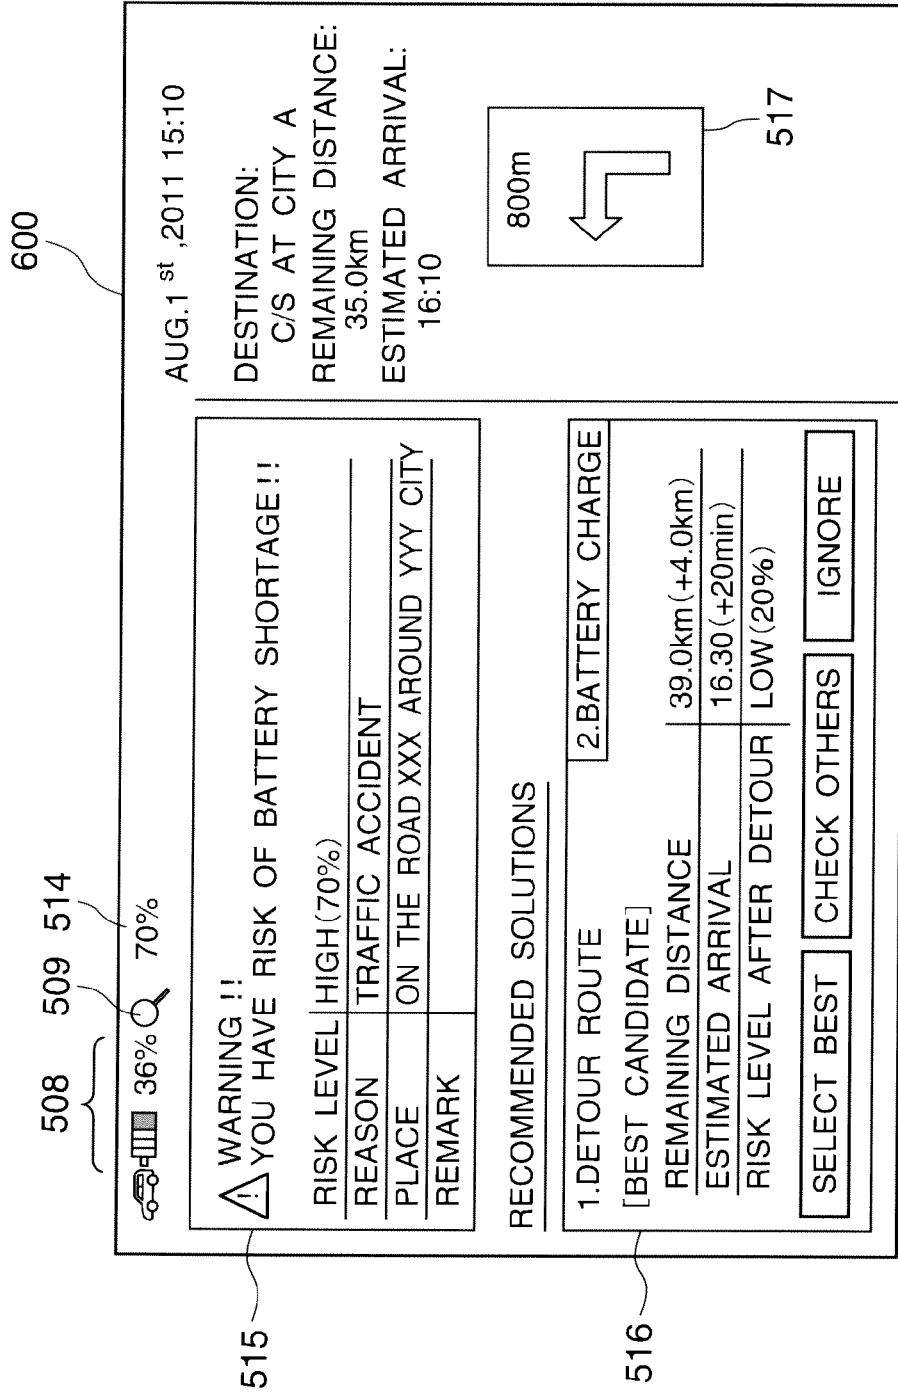 600
508
509
514
36%
70%
AUG.1 st ,2011 15:10
WARNING !!
YOU HAVE RISK OF BATTERY SHORTAGE!!
RISK LEVEL HIGH(70%)
REASON TRAFFIC ACCIDENT
PLACE ON THE ROAD XXX AROUND YYY CITY
REMARK
515
DESTINATION:
C/S AT CITY A
REMAINING DISTANCE:
35.0km
ESTIMATED ARRIVAL:
16:10
RECOMMENDED SOLUTIONS
1.DETOUR ROUTE 2.BATTERY CHARGE
[BEST CANDIDATE]
REMAINING DISTANCE 39.0km(+4.0km)
ESTIMATED ARRIVAL 16.30(+20min)
RISK LEVEL AFTER DETOUR LOW(20%)
SELECT BEST CHECK OTHERS IGNORE
516
800m
517